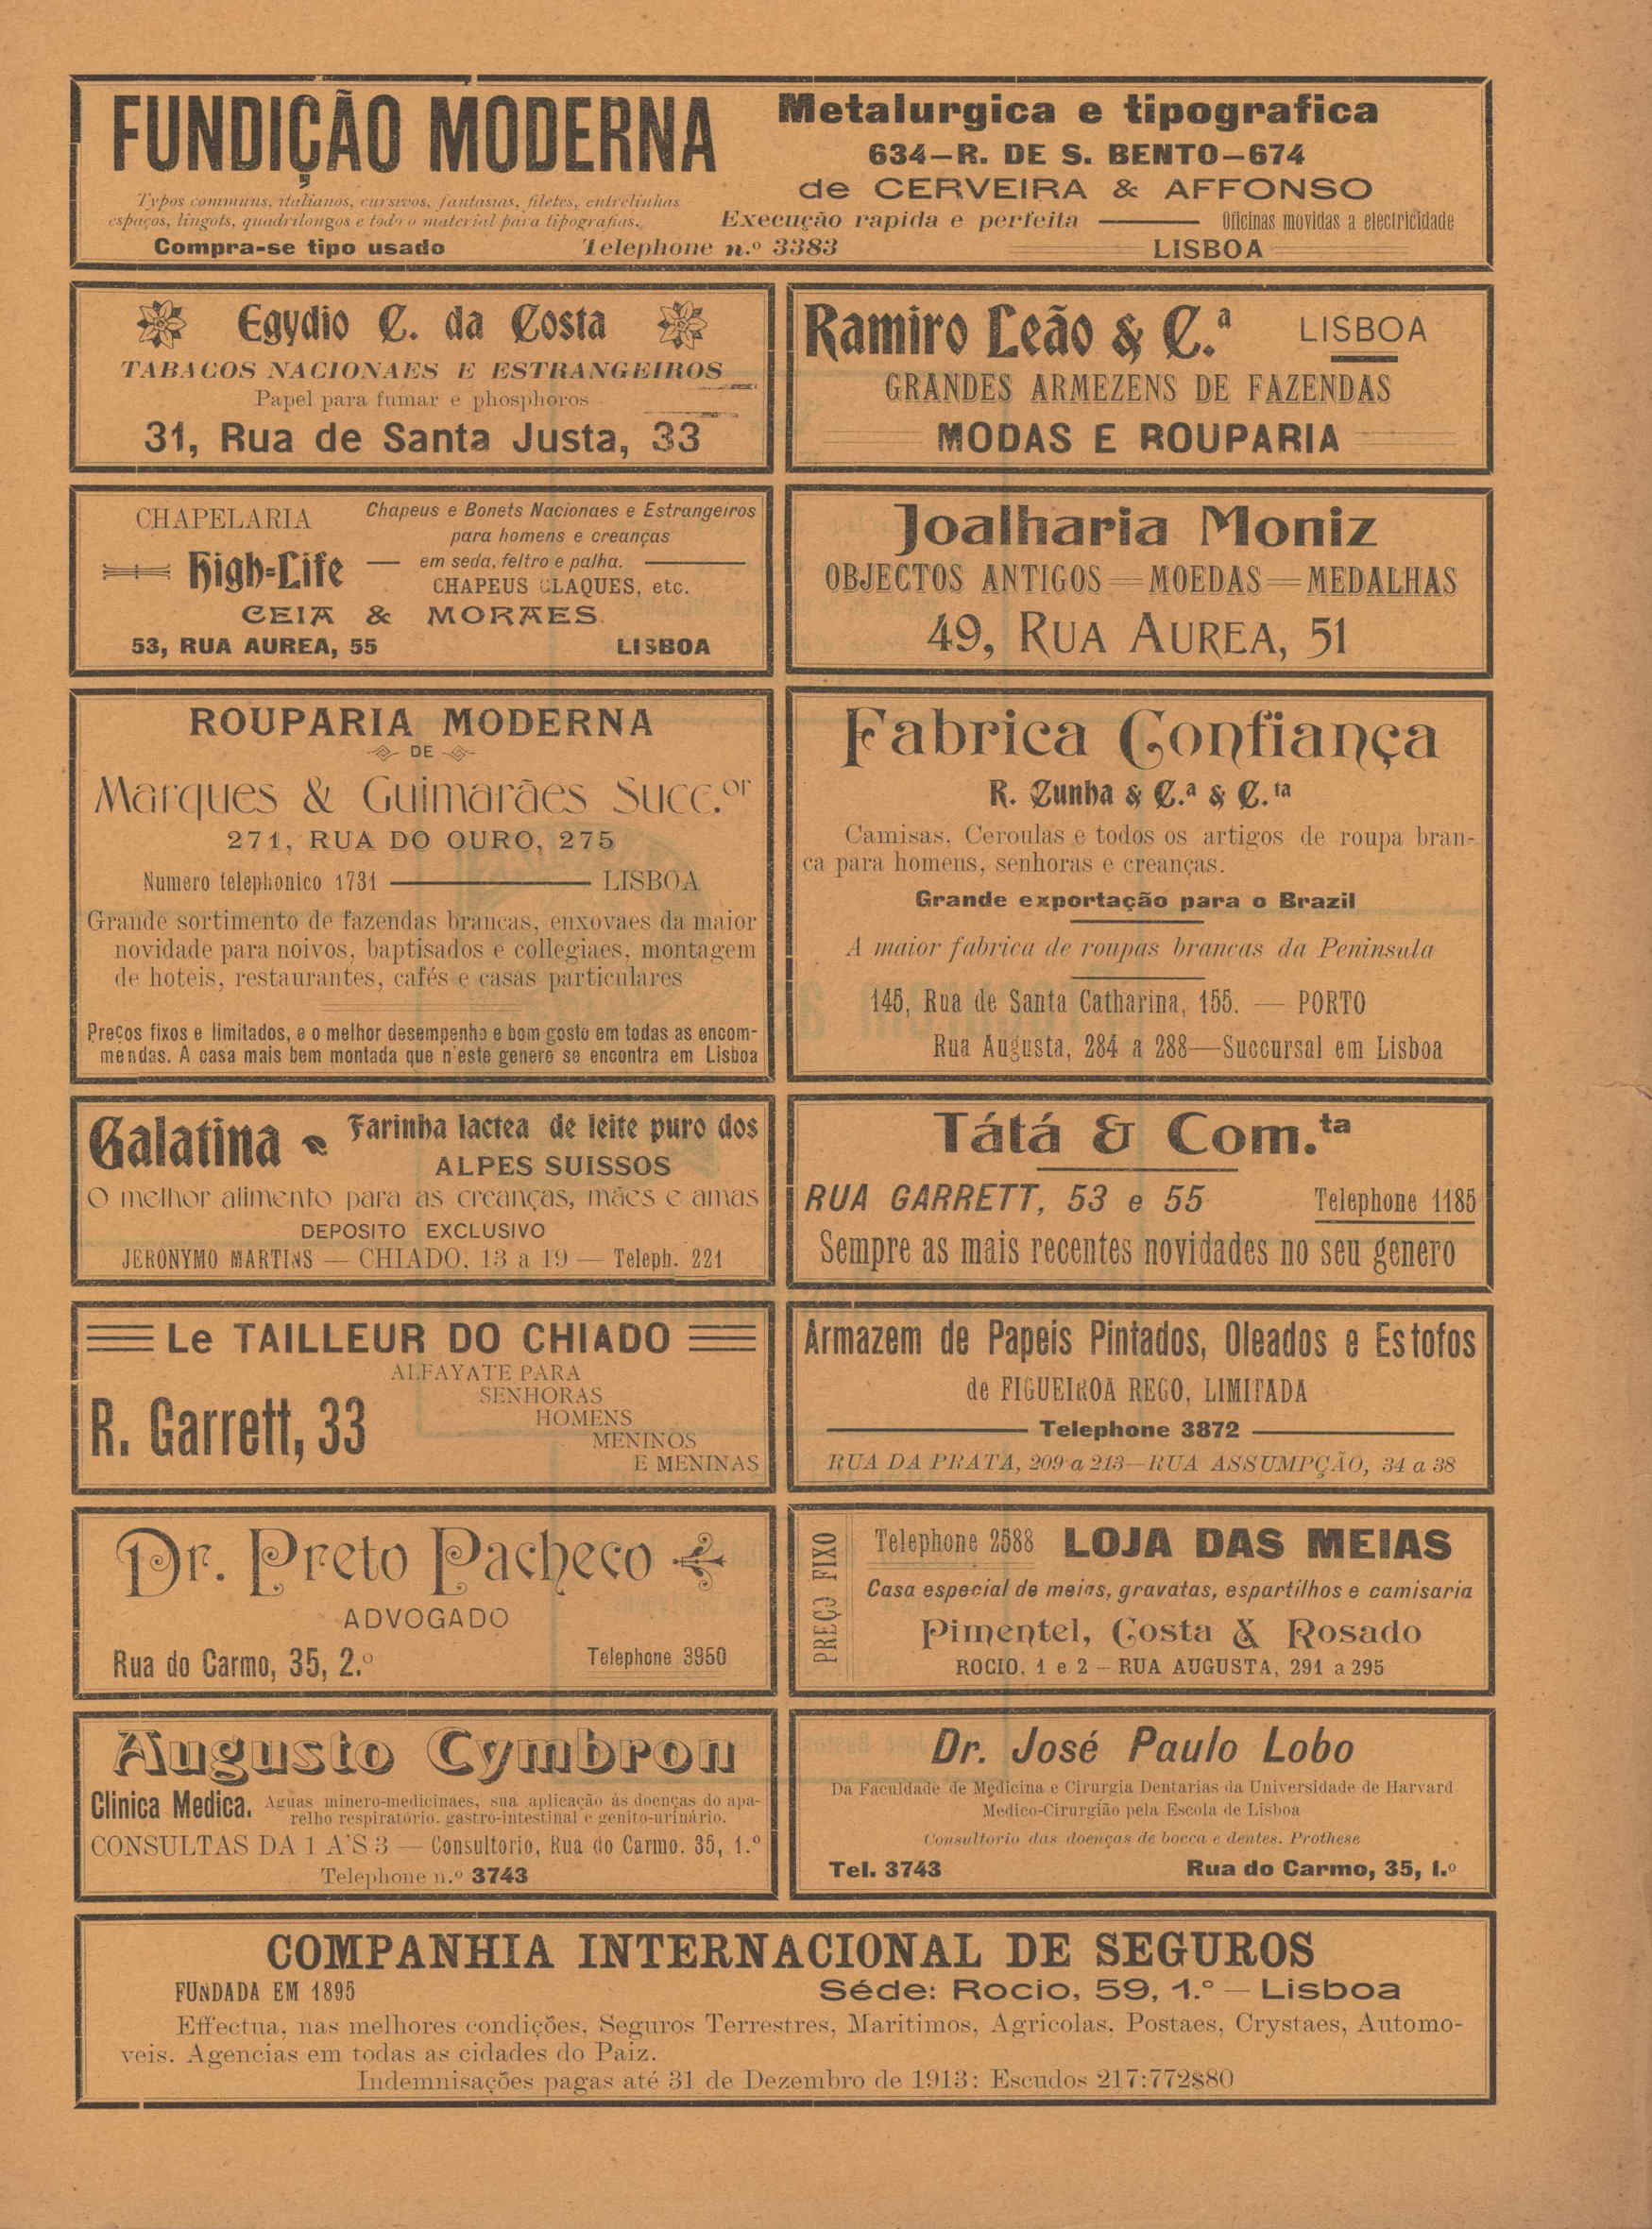 FUNDIÇÃO MODERNA
Metalurgica e tipografica
634—R. DE S. BENTO—674
de CERVEIRA & AFFONSO
Typos communs, italianos, cursivos, fantasias, filetes, entrelinhas
espaços, lingots, quadrilongos e todo o material para tipografias.
Execução rapida e perfeita — Oficinas movidas a electricidade
Compra-se tipo usado Telephone n.º 3383 LISBOA
Egydio C. da Costa
TABACOS NACIONAES E ESTRANGEIROS
Papel para fumar e phosphoros
31, Rua de Santa Justa, 33
Ramiro Leão & C.ª LISBOA
GRANDES ARMEZENS DE FAZENDAS
MODAS E ROUPARIA
CHAPELARIA
High-Life
Chapeus e Bonets Nacionaes e Estrangeiros
para homens e creanças
em seda, feltro e palha.
CHAPEUS CLAQUES, etc.
CEIA & MORAES
53, RUA AUREA, 55 LISBOA
Joalharia Moniz
OBJECTOS ANTIGOS—MOEDAS—MEDALHAS
49, RUA AUREA, 51
ROUPARIA MODERNA
DE
Marques & Guimarães Succ.or
271, RUA DO OURO, 275
Numero telephonico 1731 — LISBOA
Grande sortimento de fazendas brancas, enxovaes da maior
novidade para noivos, baptisados e collegiaes, montagem
de hoteis, restaurantes, cafés e casas particulares
Preços fixos e limitados, e o melhor desempenho e bom gosto em todas as encom-
mendas. A casa mais bem montada que n'este genero se encontra em Lisboa
Fabrica Confiança
R. Cunha & C.ª & C.ta
Camisas, Ceroulas e todos os artigos de roupa bran-
ca para homens, senhoras e creanças.
Grande exportação para o Brazil
A maior fabrica de roupas brancas da Peninsula
145, Rua de Santa Catharina, 155. — PORTO
Rua Augusta, 284 a 288—Succursal em Lisboa
Galatina
Farinha lactea de leite puro dos
ALPES SUISSOS
O melhor alimento para as creanças, mães e amas
DEPOSITO EXCLUSIVO
JERONYMO MARTINS — CHIADO, 13 a 19 — Teleph. 221
Tátá & Com.ta
RUA GARRETT, 53 e 55 Telephone 1185
Sempre as mais recentes novidades no seu genero
Le TAILLEUR DO CHIADO
R. Garrett, 33
ALFAYATE PARA
SENHORAS
HOMENS
MENINOS
E MENINAS
Armazem de Papeis Pintados, Oleados e Estofos
de FIGUEIROA REGO, LIMITADA
Telephone 3872
RUA DA PRATA, 209 a 213—RUA ASSUMPÇÃO, 34 a 38
Dr. Preto Pacheco
ADVOGADO
Rua do Carmo, 35, 2.º Telephone 3950
PREÇO FIXO
Telephone 2588 LOJA DAS MEIAS
Casa especial de meias, gravatas, espartilhos e camisaria
Pimentel, Costa & Rosado
ROCIO, 1 e 2 — RUA AUGUSTA, 291 a 295
Augusto Cymbron
Clinica Medica. Aguas minero-medicinaes, sua aplicação ás doenças do apa-
relho respiratório, gastro-intestinal e genito-urinário.
CONSULTAS DA 1 A'S 3 — Consultorio, Rua do Carmo, 35, 1.º
Telephone n.º 3743
Dr. José Paulo Lobo
Da Faculdade de Medicina e Cirurgia Dentarias da Universidade de Harvard
Medico-Cirurgião pela Escola de Lisboa
Consultorio das doenças de bocca e dentes. Prothese
Tel. 3743 Rua do Carmo, 35, 1.º
COMPANHIA INTERNACIONAL DE SEGUROS
FUNDADA EM 1895 Séde: Rocio, 59, 1.º — Lisboa
Effectua, nas melhores condições, Seguros Terrestres, Maritimos, Agricolas, Postaes, Crystaes, Automo-
veis. Agencias em todas as cidades do Paiz.
Indemnisações pagas até 31 de Dezembro de 1913: Escudos 217:772$80